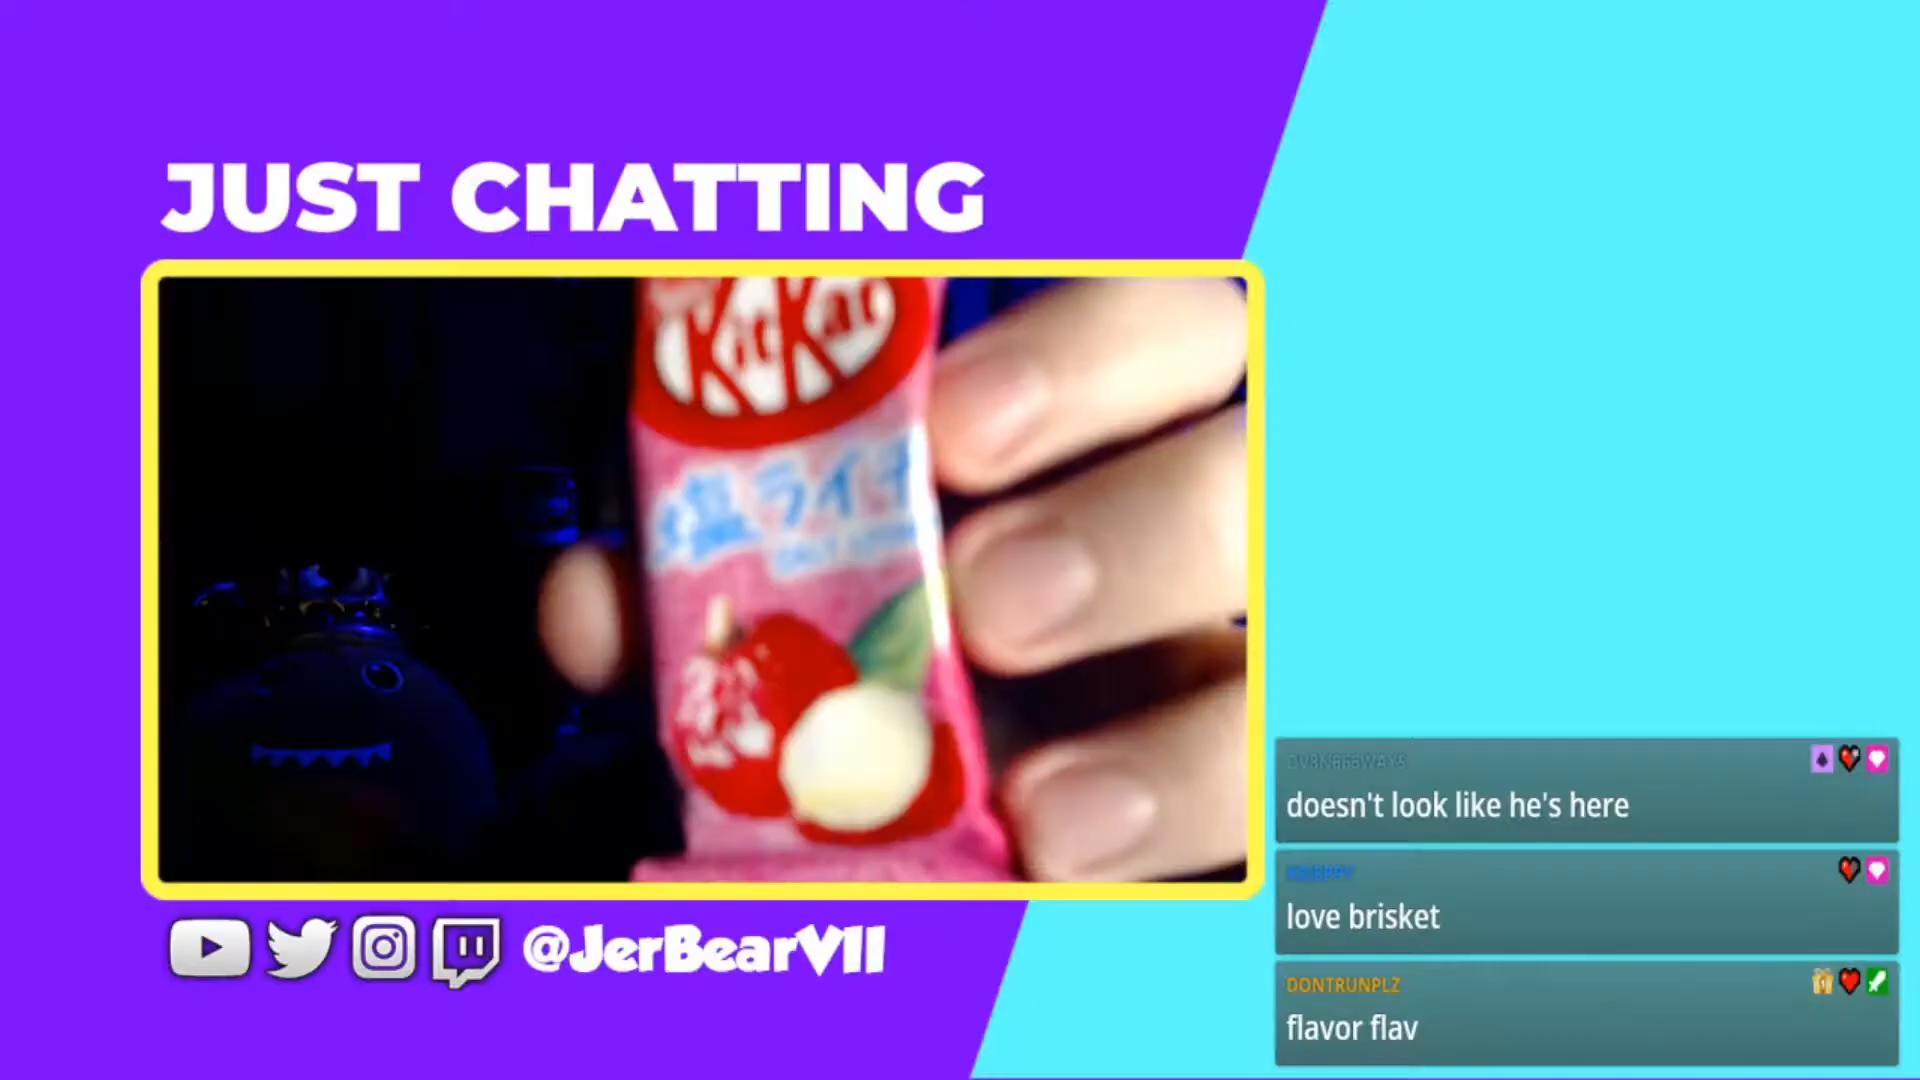 JUST CHATTING
KitKat
塩ライチ
@JerBearVII
doesn't look like he's here
love brisket
DONTRUNPLZ
flavor flav